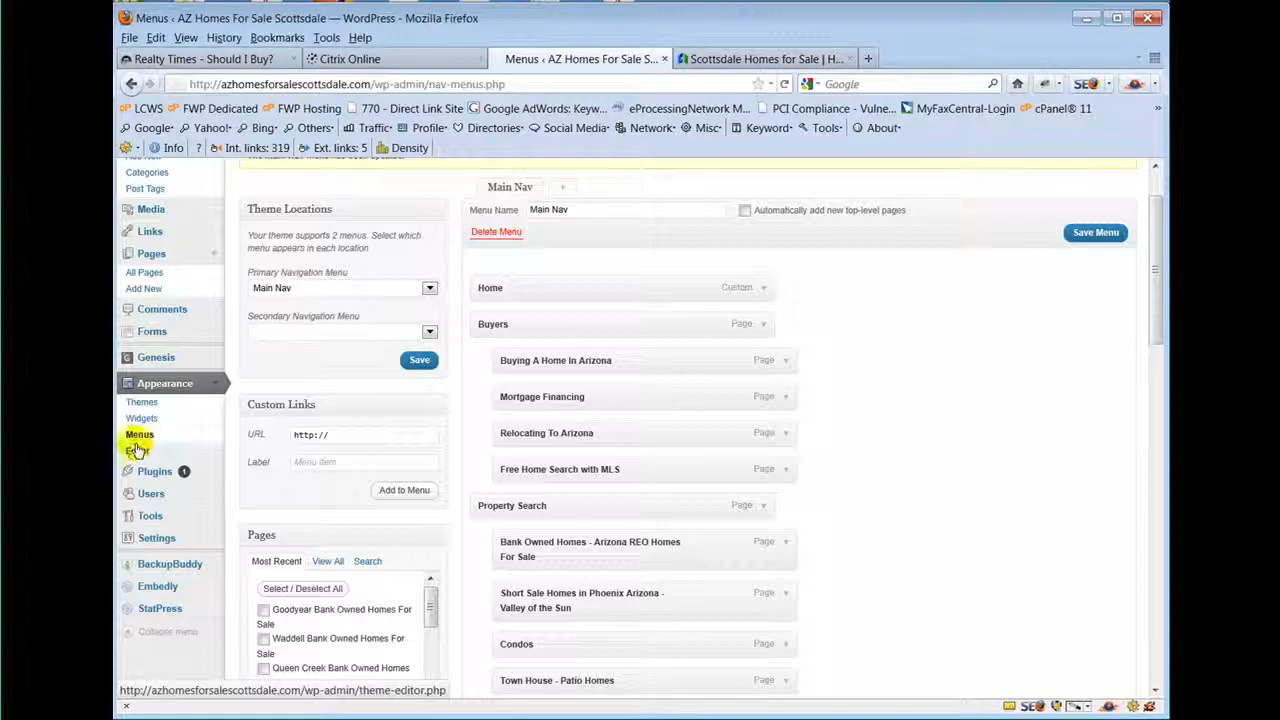 Menus ‹ AZ Homes For Sale Scottsdale — WordPress - Mozilla Firefox
File Edit View History Bookmarks Tools Help
Realty Times - Should I Buy? Citrix Online Menus ‹ AZ Homes For Sale S... × Scottsdale Homes for Sale | H...
http://azhomesforsalescottsdale.com/wp-admin/nav-menus.php Google SEO
LCWS FWP Dedicated FWP Hosting 770 - Direct Link Site Google AdWords: Keyw... eProcessingNetwork M... PCI Compliance - Vulne... MyFaxCentral-Login cPanel® 11 »
Google· Yahoo!· Bing· Others· Traffic· Profile· Directories· Social Media· Network· Misc· Keyword· Tools· About·
Info ? Int. links: 319 Ext. links: 5 Density
Categories
Post Tags
Media
Links
Pages
All Pages
Add New
Comments
Forms
Genesis
Appearance
Themes
Widgets
Menus
Plugins 1
Users
Tools
Settings
BackupBuddy
Embedly
StatPress
Collapse menu
Main Nav +
Theme Locations
Your theme supports 2 menus. Select which
menu appears in each location
Primary Navigation Menu
Main Nav
Secondary Navigation Menu
Save
Custom Links
URL http://
Label Menu Item
Add to Menu
Pages
Most Recent View All Search
Select / Deselect All
Goodyear Bank Owned Homes For
Sale
Waddell Bank Owned Homes For
Sale
Queen Creek Bank Owned Homes
Menu Name Main Nav Automatically add new top-level pages
Delete Menu Save Menu
Home Custom
Buyers Page
Buying A Home In Arizona Page
Mortgage Financing Page
Relocating To Arizona Page
Free Home Search with MLS Page
Property Search Page
Bank Owned Homes - Arizona REO Homes Page
For Sale
Short Sale Homes in Phoenix Arizona - Page
Valley of the Sun
Condos Page
Town House - Patio Homes Page
http://azhomesforsalescottsdale.com/wp-admin/theme-editor.php
× SEO